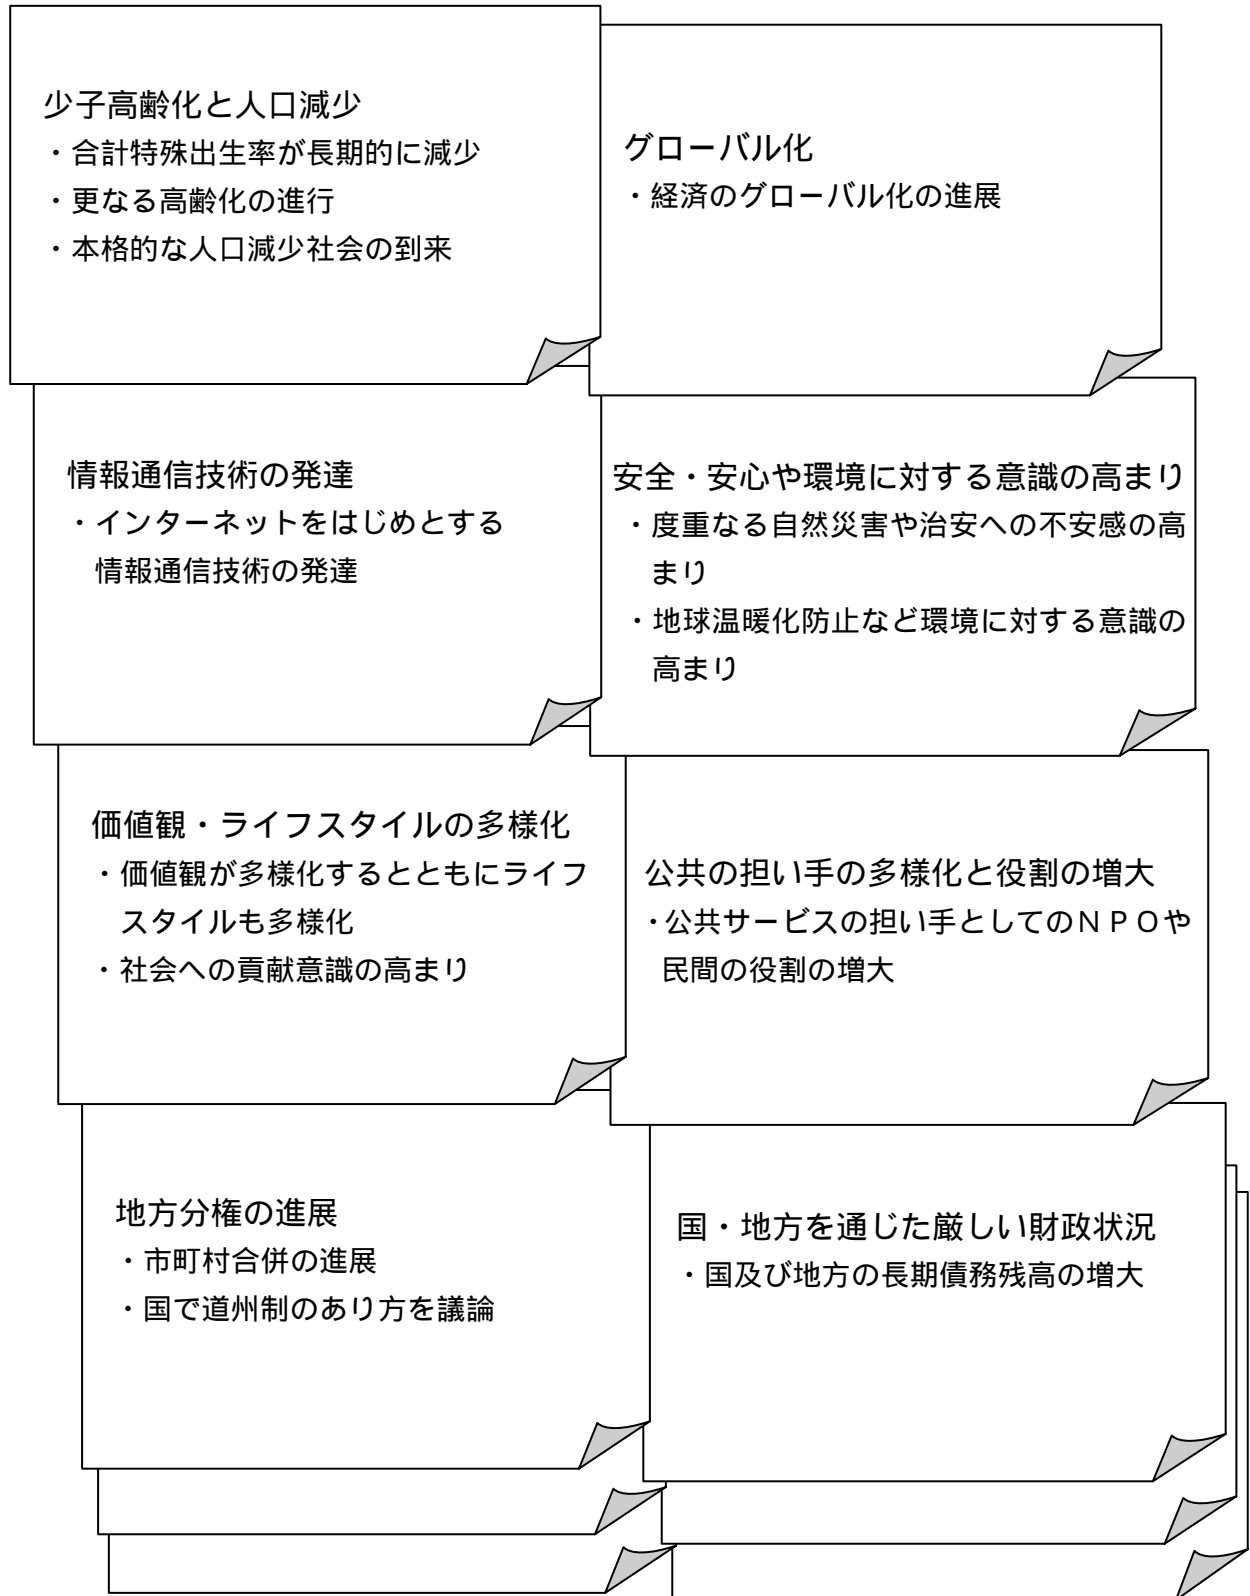 少子高齢化と人口減少
・合計特殊出生率が長期的に減少
・更なる高齢化の進行
・本格的な人口減少社会の到来
グローバル化
・経済のグローバル化の進展
情報通信技術の発達
・インターネットをはじめとする
情報通信技術の発達
安全・安心や環境に対する意識の高まり
・度重なる自然災害や治安への不安感の高
まり
・地球温暖化防止など環境に対する意識の
高まり
価値観・ライフスタイルの多様化
・価値観が多様化するとともにライフ
スタイルも多様化
・社会への貢献意識の高まり
公共の担い手の多様化と役割の増大
・公共サービスの担い手としてのＮＰＯや
民間の役割の増大
地方分権の進展
・市町村合併の進展
・国で道州制のあり方を議論
国・地方を通じた厳しい財政状況
・国及び地方の長期債務残高の増大